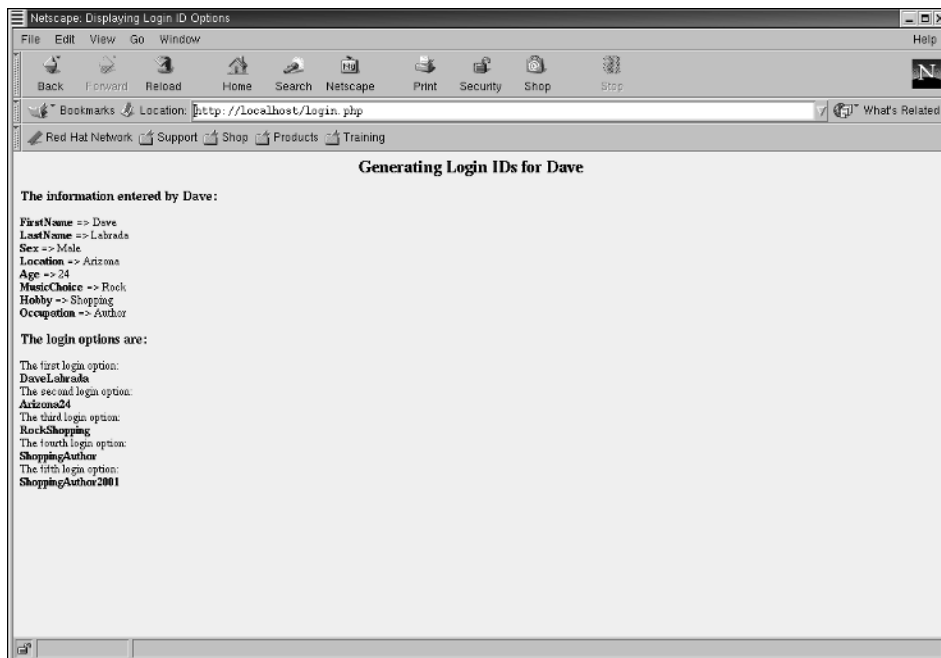 Netscape: Displaying Login ID Options
File Edit View Go Window Help
Back Forward Reload Home Search Netscape Print Security Shop Stop
N
Bookmarks Location: http://localhost/login.php What's Related
Red Hat Network Support Shop Products Training
Generating Login IDs for Dave
The information entered by Dave:
FirstName => Dave
LastName => Labrada
Sex => Male
Location => Arizona
Age => 24
MusicChoice => Rock
Hobby => Shopping
Occupation => Author
The login options are:
The first login option:
DaveLabrada
The second login option:
Arizona24
The third login option:
RockShopping
The fourth login option:
ShoppingAuthor
The fifth login option:
ShoppingAuthor2001